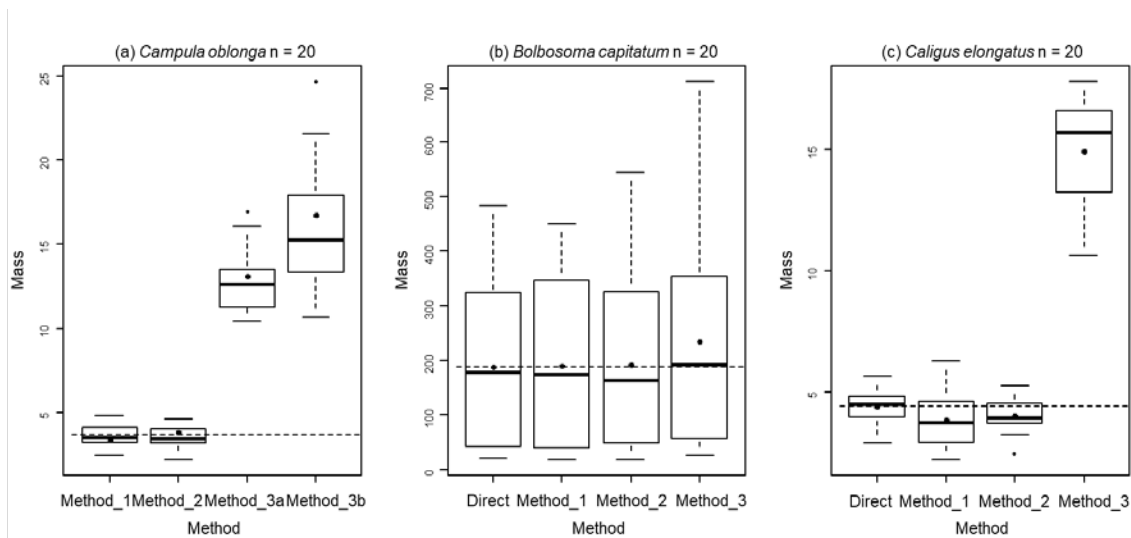 (a) Campula oblonga n = 20
25
20
15
10
5
Mass
Method_1 Method_2 Method_3a Method_3b
Method
(b) Bolbosoma capitatum n = 20
700
600
500
400
300
200
100
0
Mass
Direct Method_1 Method_2 Method_3
Method
(c) Caligus elongatus n = 20
15
10
5
Mass
Direct Method_1 Method_2 Method_3
Method